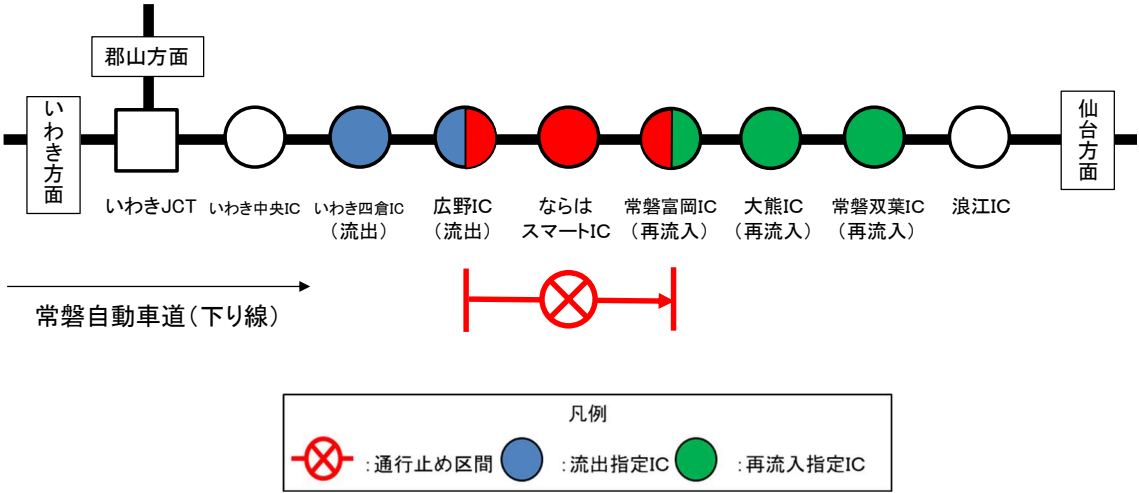 郡山方面
いわき方面
仙台方面
いわきJCT
いわき中央IC
いわき四倉IC
（流出）
広野IC
（流出）
ならは
スマートIC
常磐富岡IC
（再流入）
大熊IC
（再流入）
常磐双葉IC
（再流入）
浪江IC
常磐自動車道（下り線）
凡例
：通行止め区間
：流出指定IC
：再流入指定IC